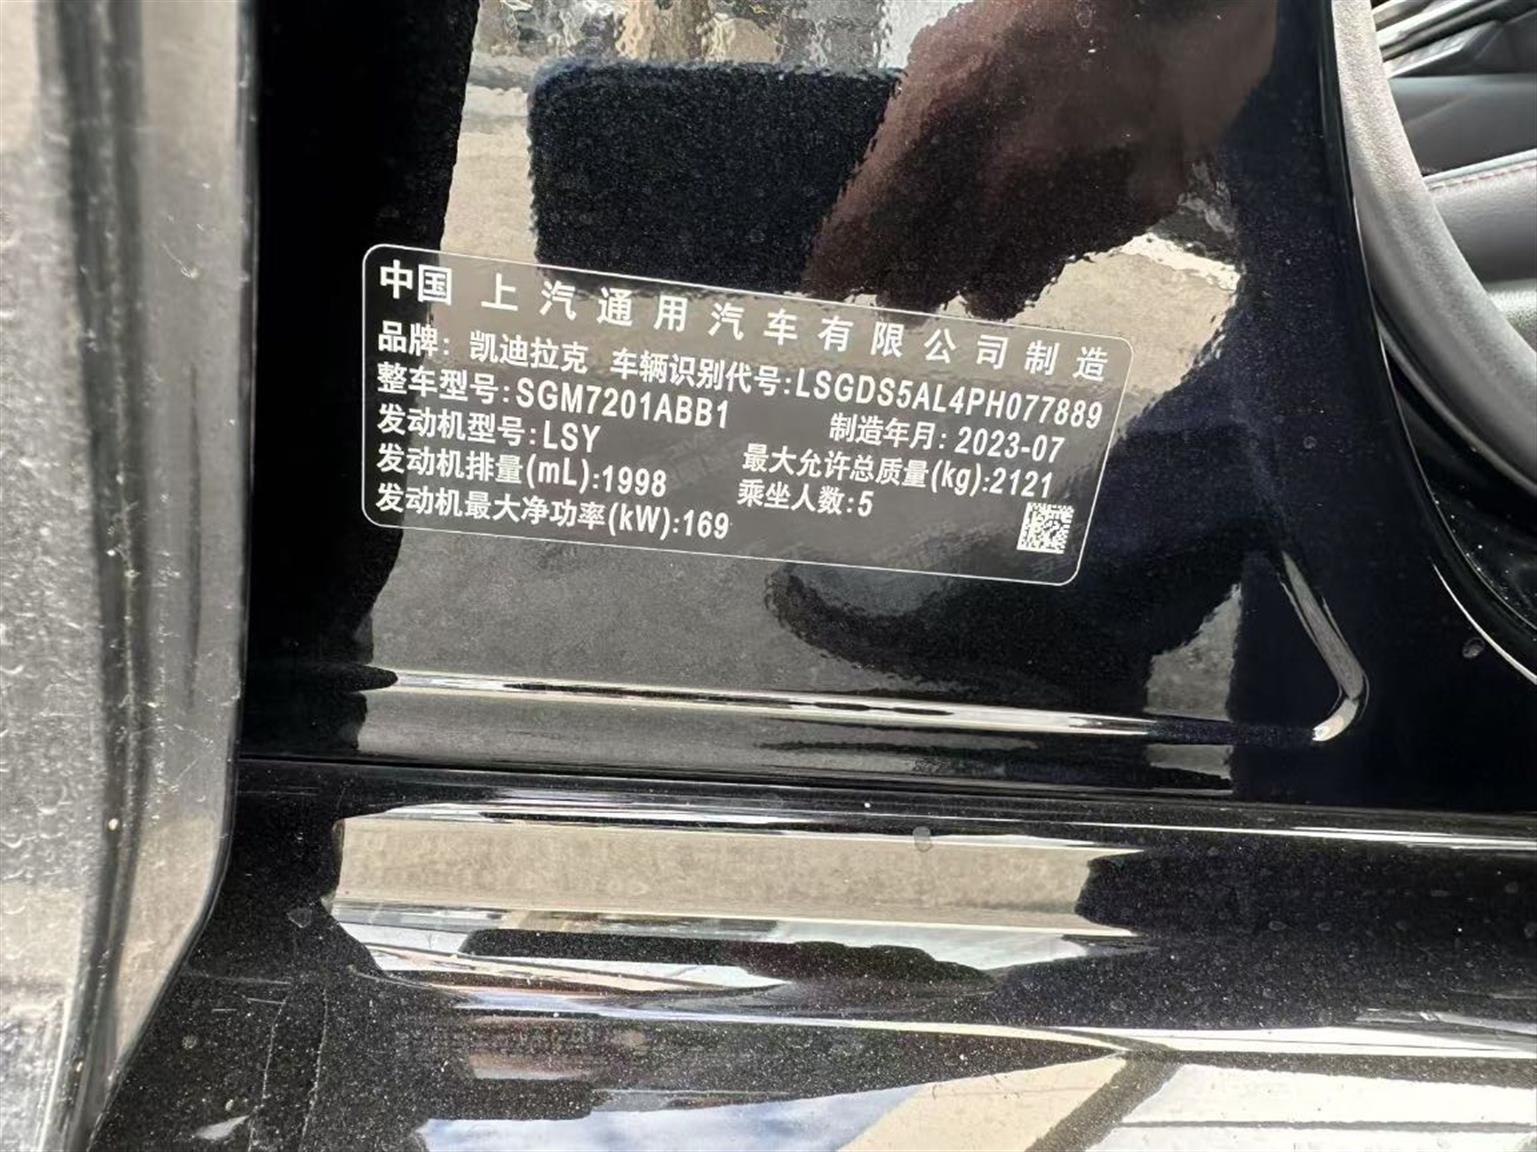 中国 上汽通用汽车有限公司制造
品牌: 凯迪拉克 车辆识别代号:LSGDS5AL4PH077889
整车型号:SGM7201ABB1 制造年月: 2023-07
发动机型号:LSY 最大允许总质量(kg):2121
发动机排量(mL):1998 乘坐人数:5
发动机最大净功率(kW):169